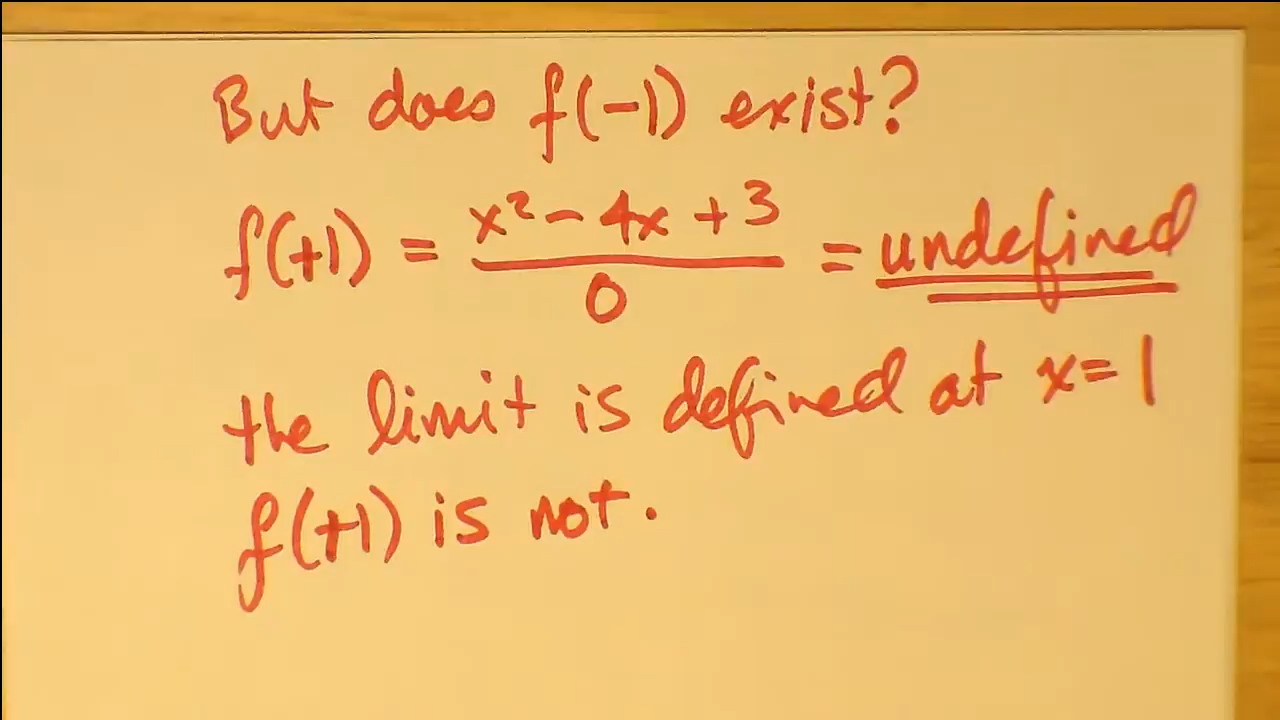 But does f(-1) exist?
f(+1) = x² - 4x + 3 / 0 = undefined
the limit is defined at x = 1
f(+1) is not.